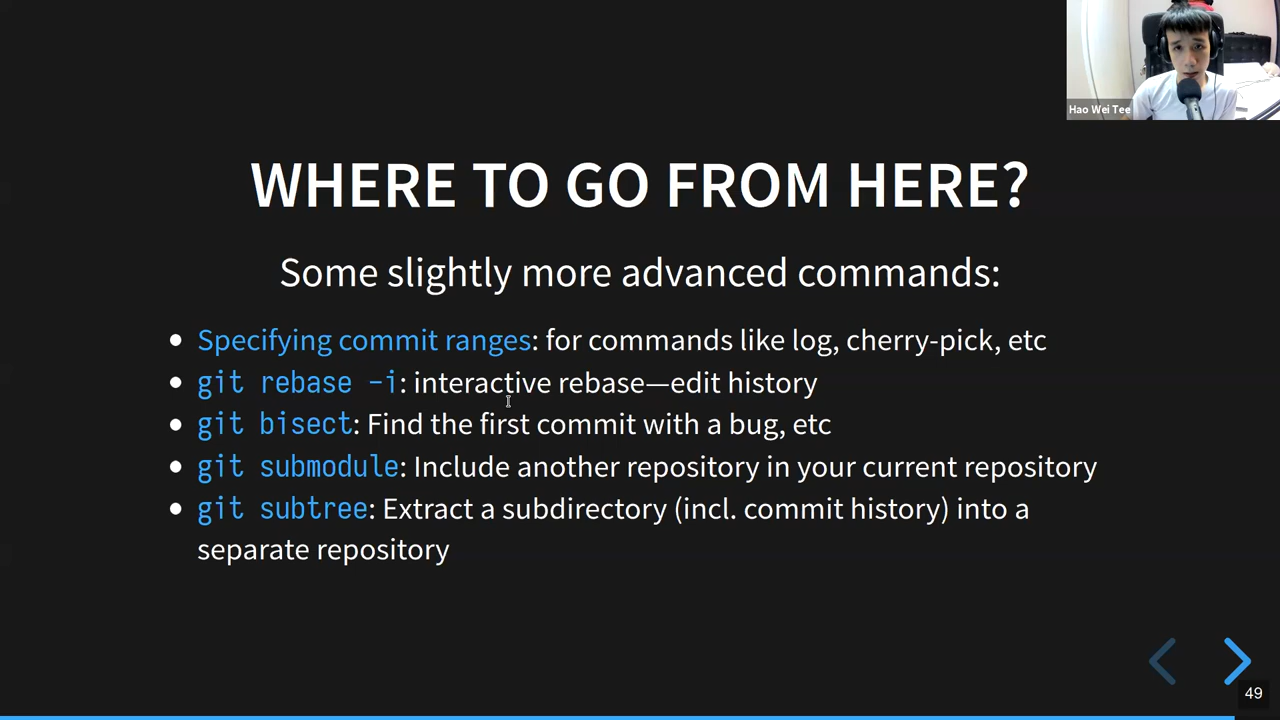 Hao Wei Tee
WHERE TO GO FROM HERE?
Some slightly more advanced commands:
• Specifying commit ranges: for commands like log, cherry-pick, etc
• git rebase -i: interactive rebase—edit history
• git bisect: Find the first commit with a bug, etc
• git submodule: Include another repository in your current repository
• git subtree: Extract a subdirectory (incl. commit history) into a
separate repository
49